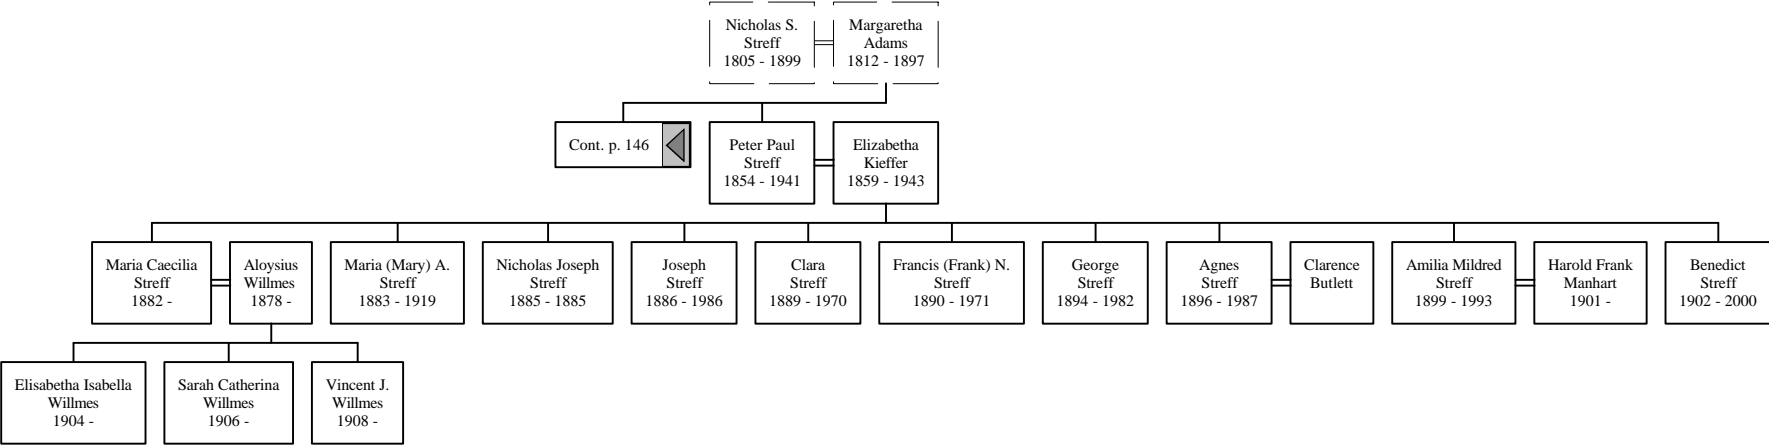 Nicholas S.
Streff
1805 - 1899
Margaretha
Adams
1812 - 1897
Cont. p. 146
Peter Paul
Streff
1854 - 1941
Elizabetha
Kieffer
1859 - 1943
Maria Caecilia
Streff
1882 -
Aloysius
Willmes
1878 -
Maria (Mary) A.
Streff
1883 - 1919
Nicholas Joseph
Streff
1885 - 1885
Joseph
Streff
1886 - 1986
Clara
Streff
1889 - 1970
Francis (Frank) N.
Streff
1890 - 1971
George
Streff
1894 - 1982
Agnes
Streff
1896 - 1987
Clarence
Butlett
Amilia Mildred
Streff
1899 - 1993
Harold Frank
Manhart
1901 -
Benedict
Streff
1902 - 2000
Elisabetha Isabella
Willmes
1904 -
Sarah Catherina
Willmes
1906 -
Vincent J.
Willmes
1908 -